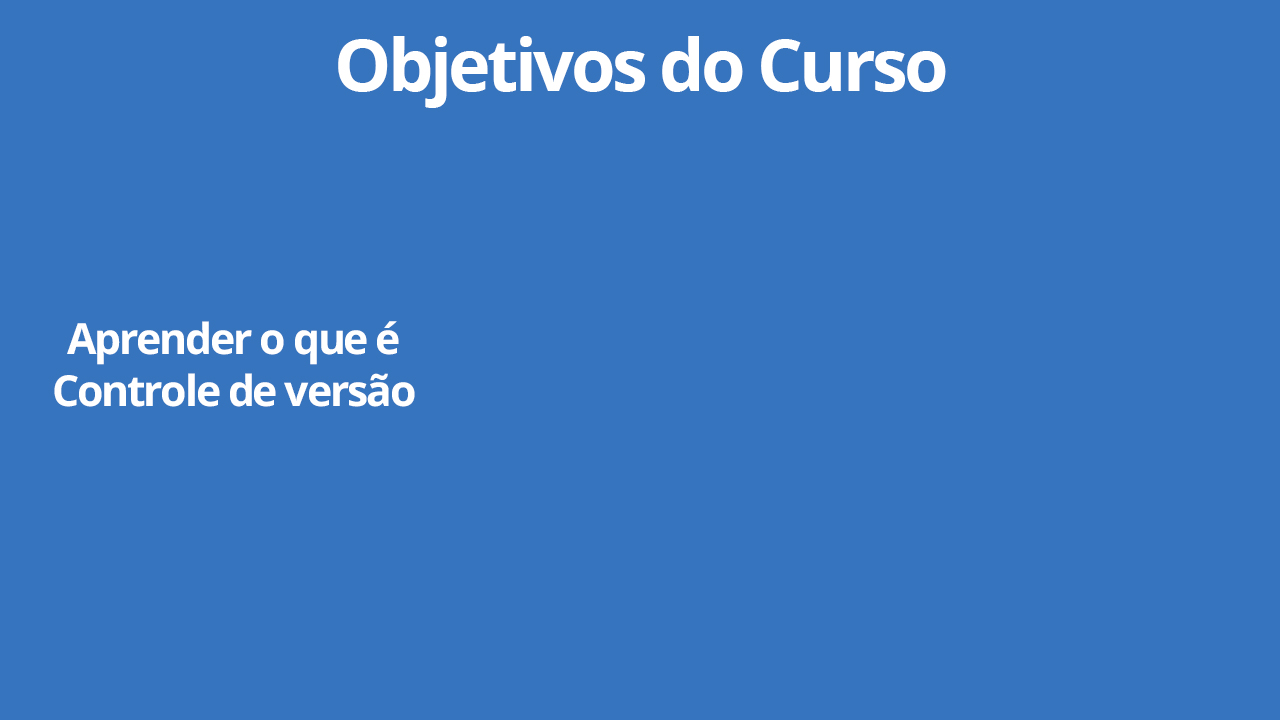 Objetivos do Curso
Aprender o que é
Controle de versão